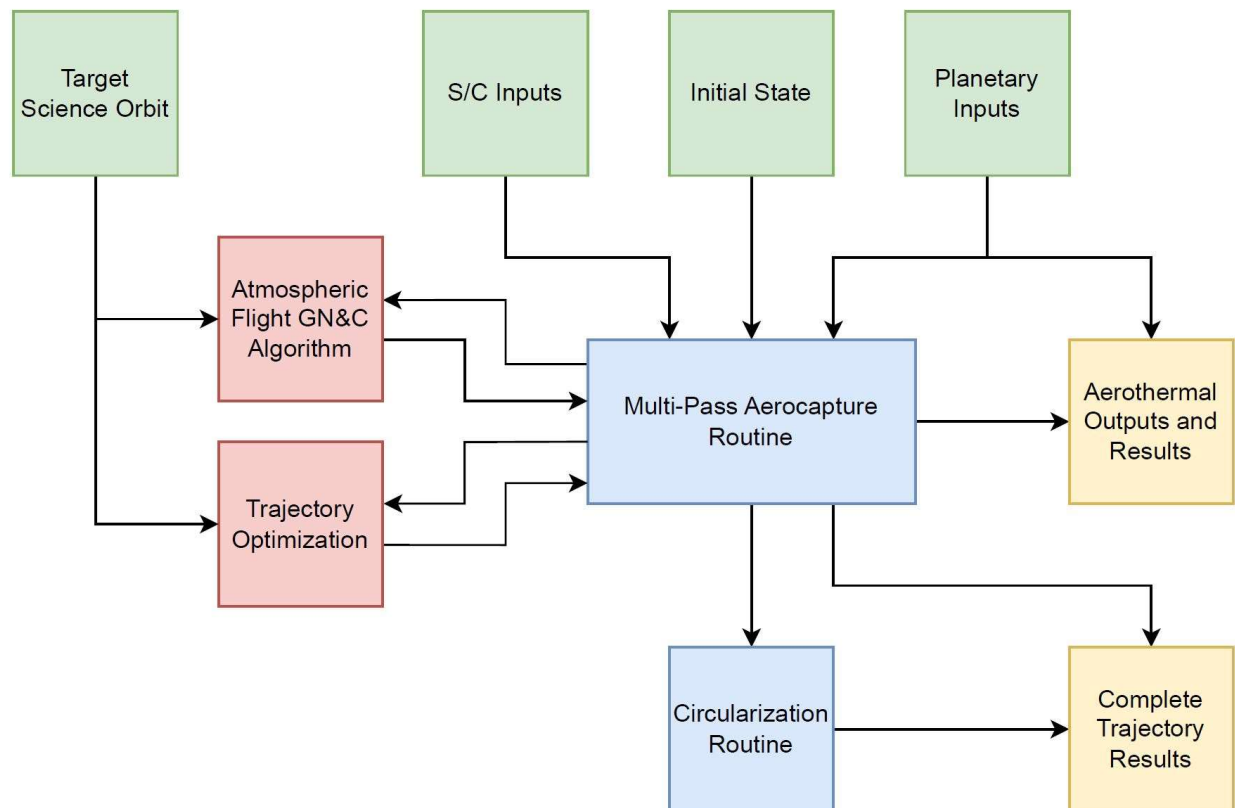 Target
Science Orbit
S/C Inputs
Initial State
Planetary
Inputs
Atmospheric
Flight GN&C
Algorithm
Multi-Pass Aerocapture
Routine
Aerothermal
Outputs and
Results
Trajectory
Optimization
Circularization
Routine
Complete
Trajectory
Results